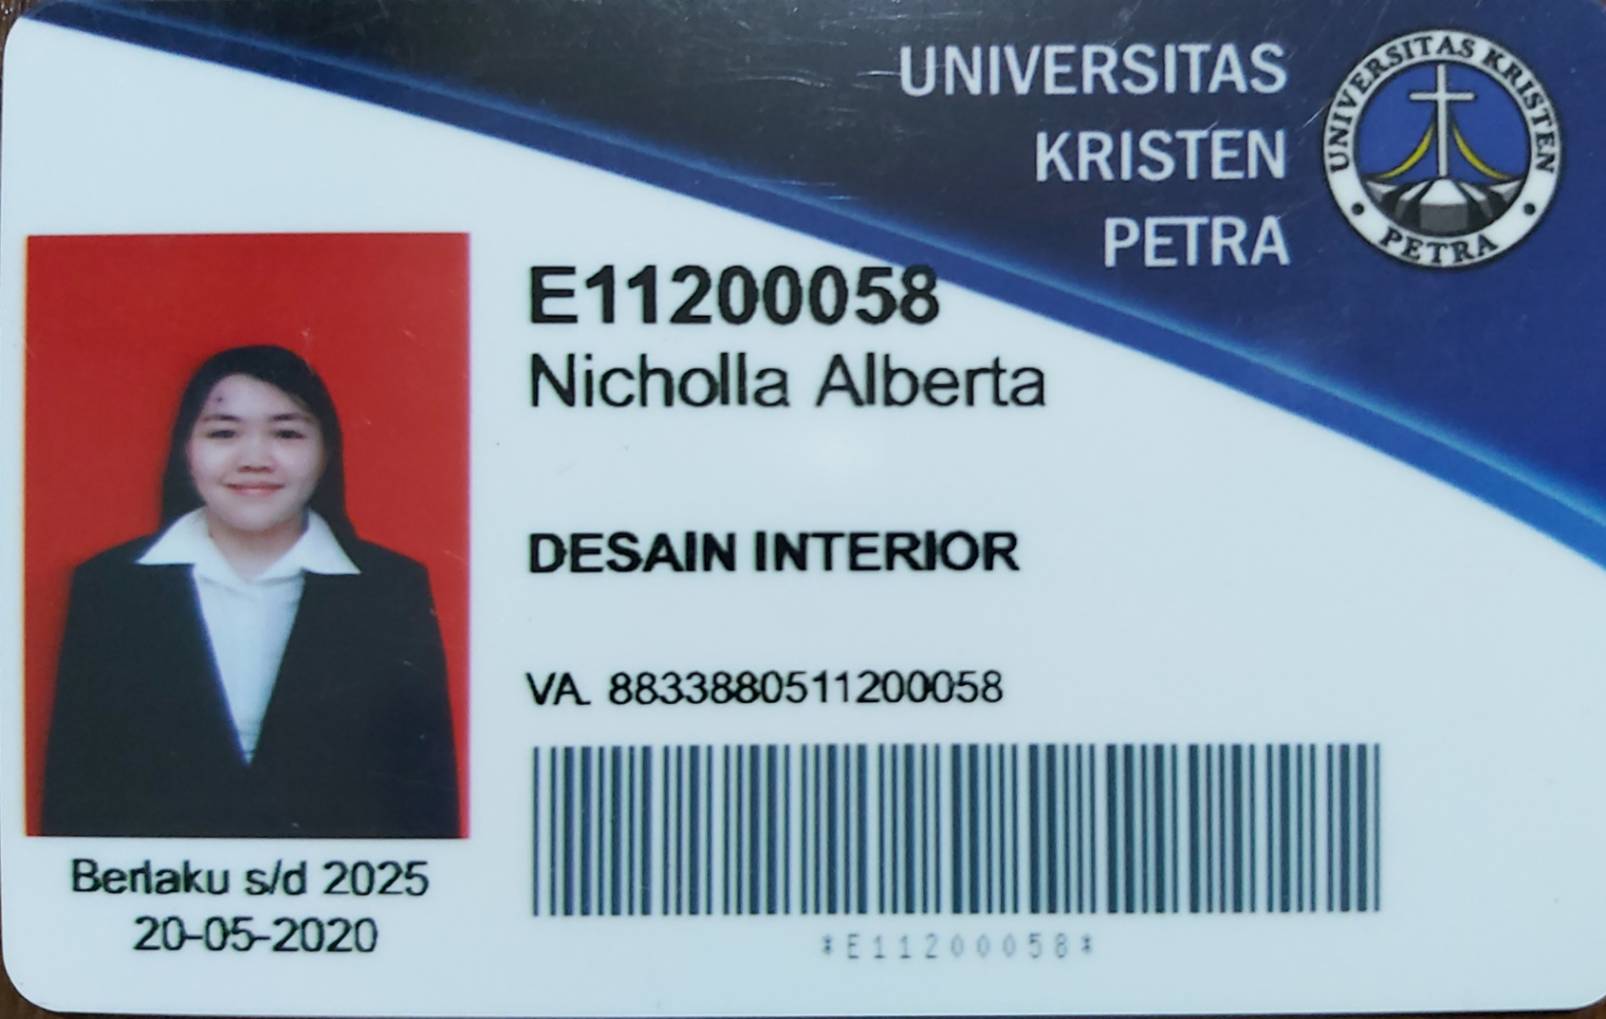 UNIVERSITAS
KRISTEN
PETRA
UNIVERSITAS KRISTEN
PETRA
E11200058
Nicholla Alberta
DESAIN INTERIOR
VA. 8833880511200058
*E11200058*
Berlaku s/d 2025
20-05-2020